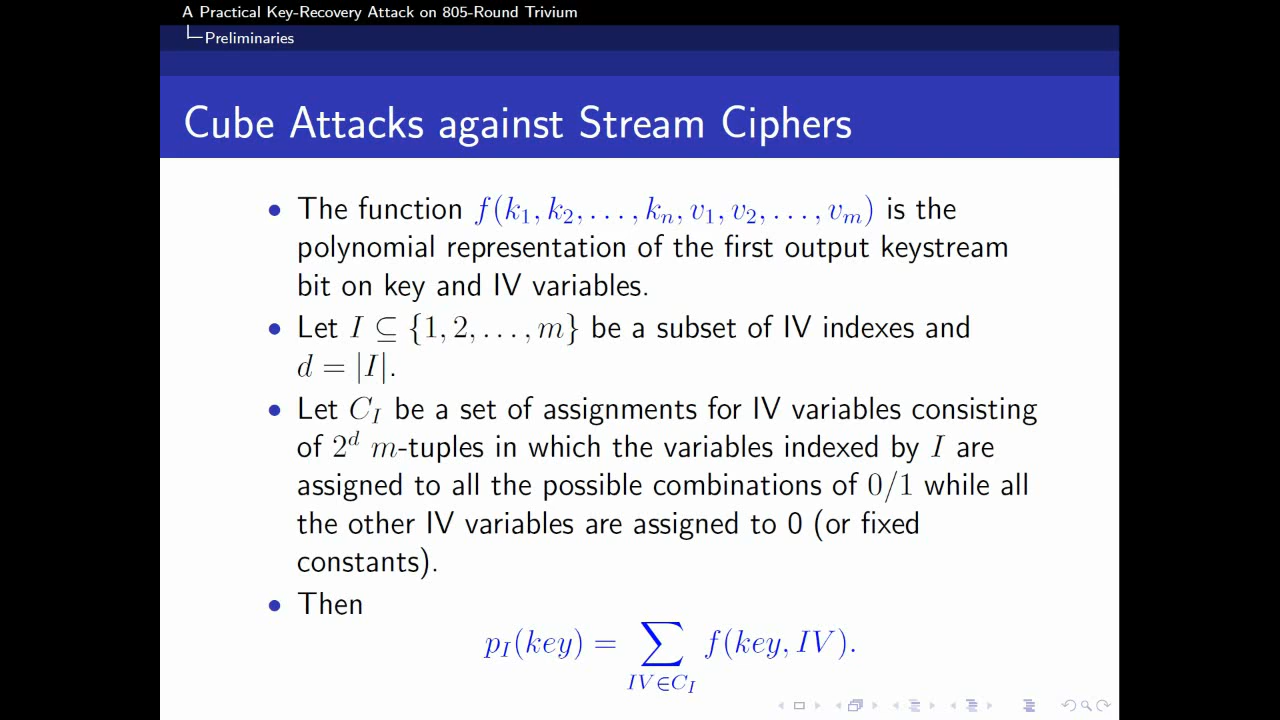 A Practical Key-Recovery Attack on 805-Round Trivium
Preliminaries
Cube Attacks against Stream Ciphers
• The function f(k₁, k₂, . . . , kₙ, v₁, v₂, . . . , vₘ) is the
polynomial representation of the first output keystream
bit on key and IV variables.
• Let I ⊆ {1, 2, . . . , m} be a subset of IV indexes and
d = |I|.
• Let C_I be a set of assignments for IV variables consisting
of 2^d m-tuples in which the variables indexed by I are
assigned to all the possible combinations of 0/1 while all
the other IV variables are assigned to 0 (or fixed
constants).
• Then
p_I(key) = ∑_{IV∈C_I} f(key, IV).